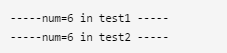 -----num=6 in test1 -----
-----num=6 in test2 -----